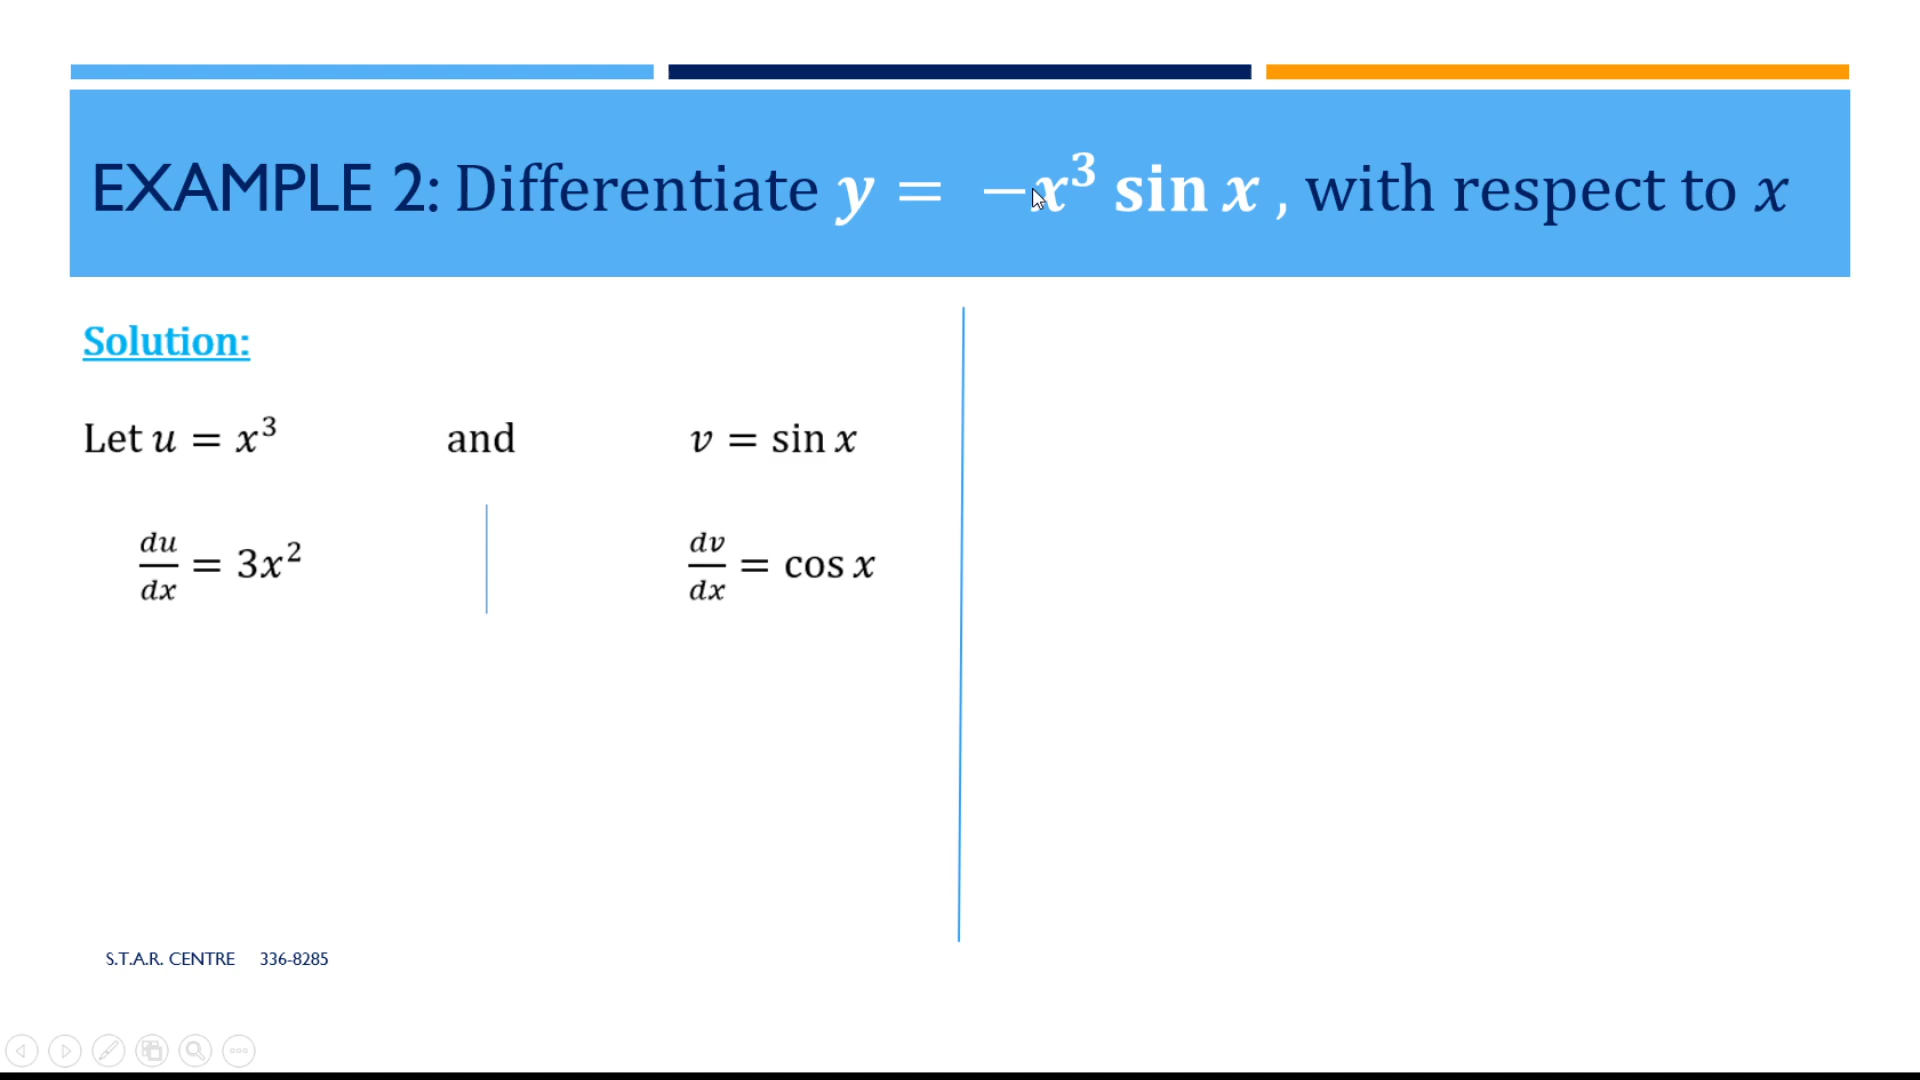 EXAMPLE 2: Differentiate y = −x³ sin x , with respect to x
Solution:
Let u = x³ and v = sin x
du/dx = 3x² dv/dx = cos x
S.T.A.R. CENTRE 336-8285